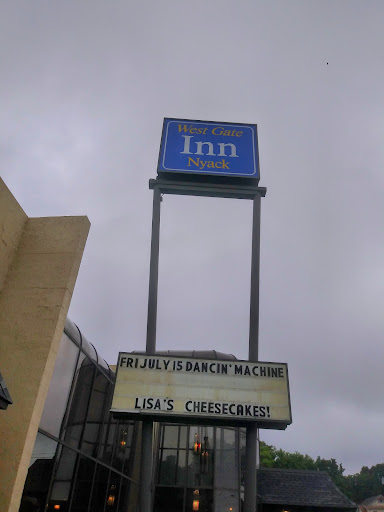 West Gate
Inn
Nyack
FRI JULY 15 DANCIN' MACHINE
LISA'S CHEESECAKES!